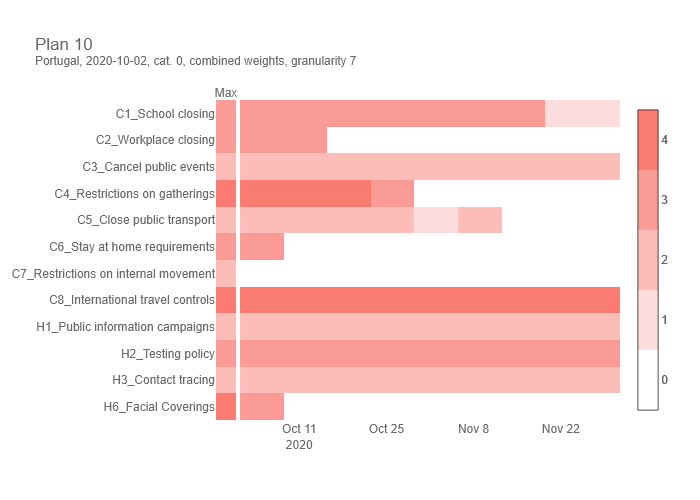 Plan 10
Portugal, 2020-10-02, cat. 0, combined weights, granularity 7
Max
C1_School closing
C2_Workplace closing
C3_Cancel public events
C4_Restrictions on gatherings
C5_Close public transport
C6_Stay at home requirements
C7_Restrictions on internal movement
C8_International travel controls
H1_Public information campaigns
H2_Testing policy
H3_Contact tracing
H6_Facial Coverings
Oct 11 Oct 25 Nov 8 Nov 22
2020
4
3
2
1
0